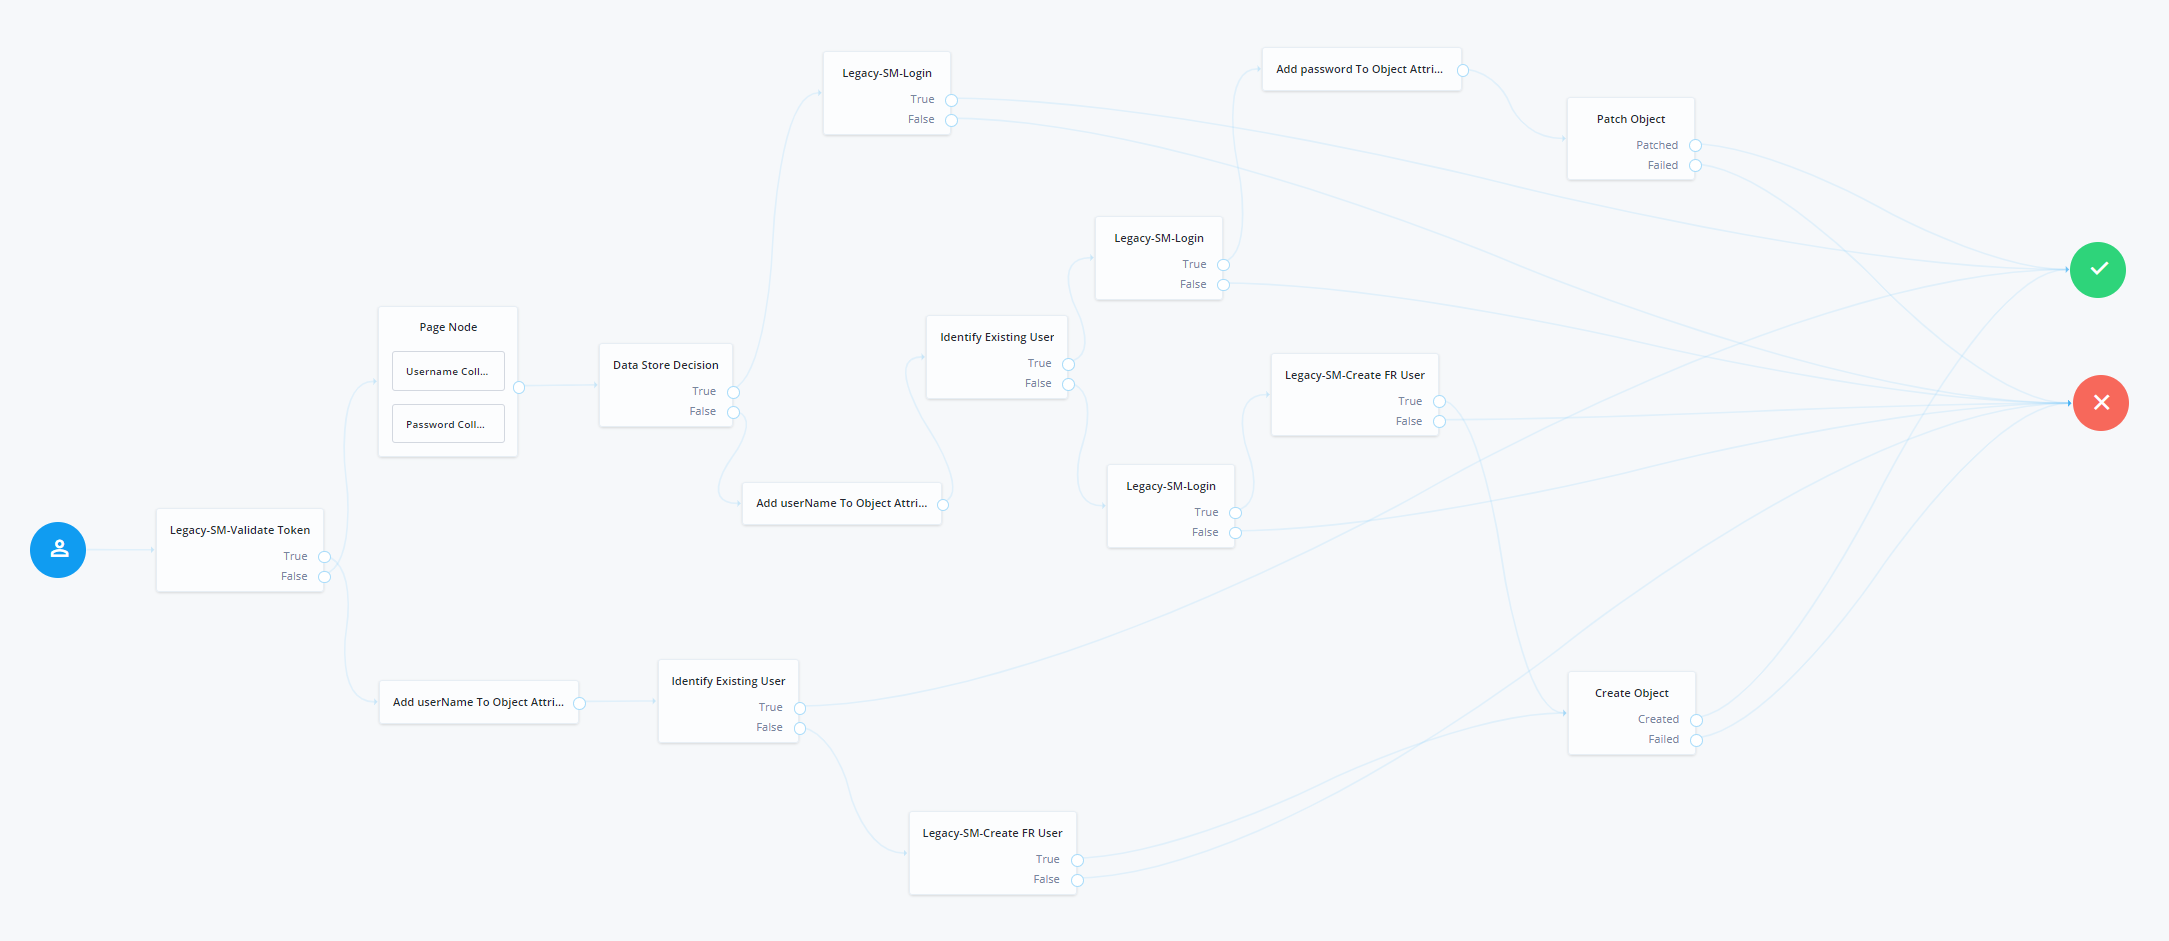 Legacy-SM-Login
True
False
Add password To Object Attri...
Patch Object
Patched
Failed
Legacy-SM-Login
True
False
Page Node
Username Coll...
Password Coll...
Data Store Decision
True
False
Identify Existing User
True
False
Legacy-SM-Create FR User
True
False
Add userName To Object Attri...
Legacy-SM-Login
True
False
Legacy-SM-Validate Token
True
False
Add userName To Object Attri...
Identify Existing User
True
False
Create Object
Created
Failed
Legacy-SM-Create FR User
True
False